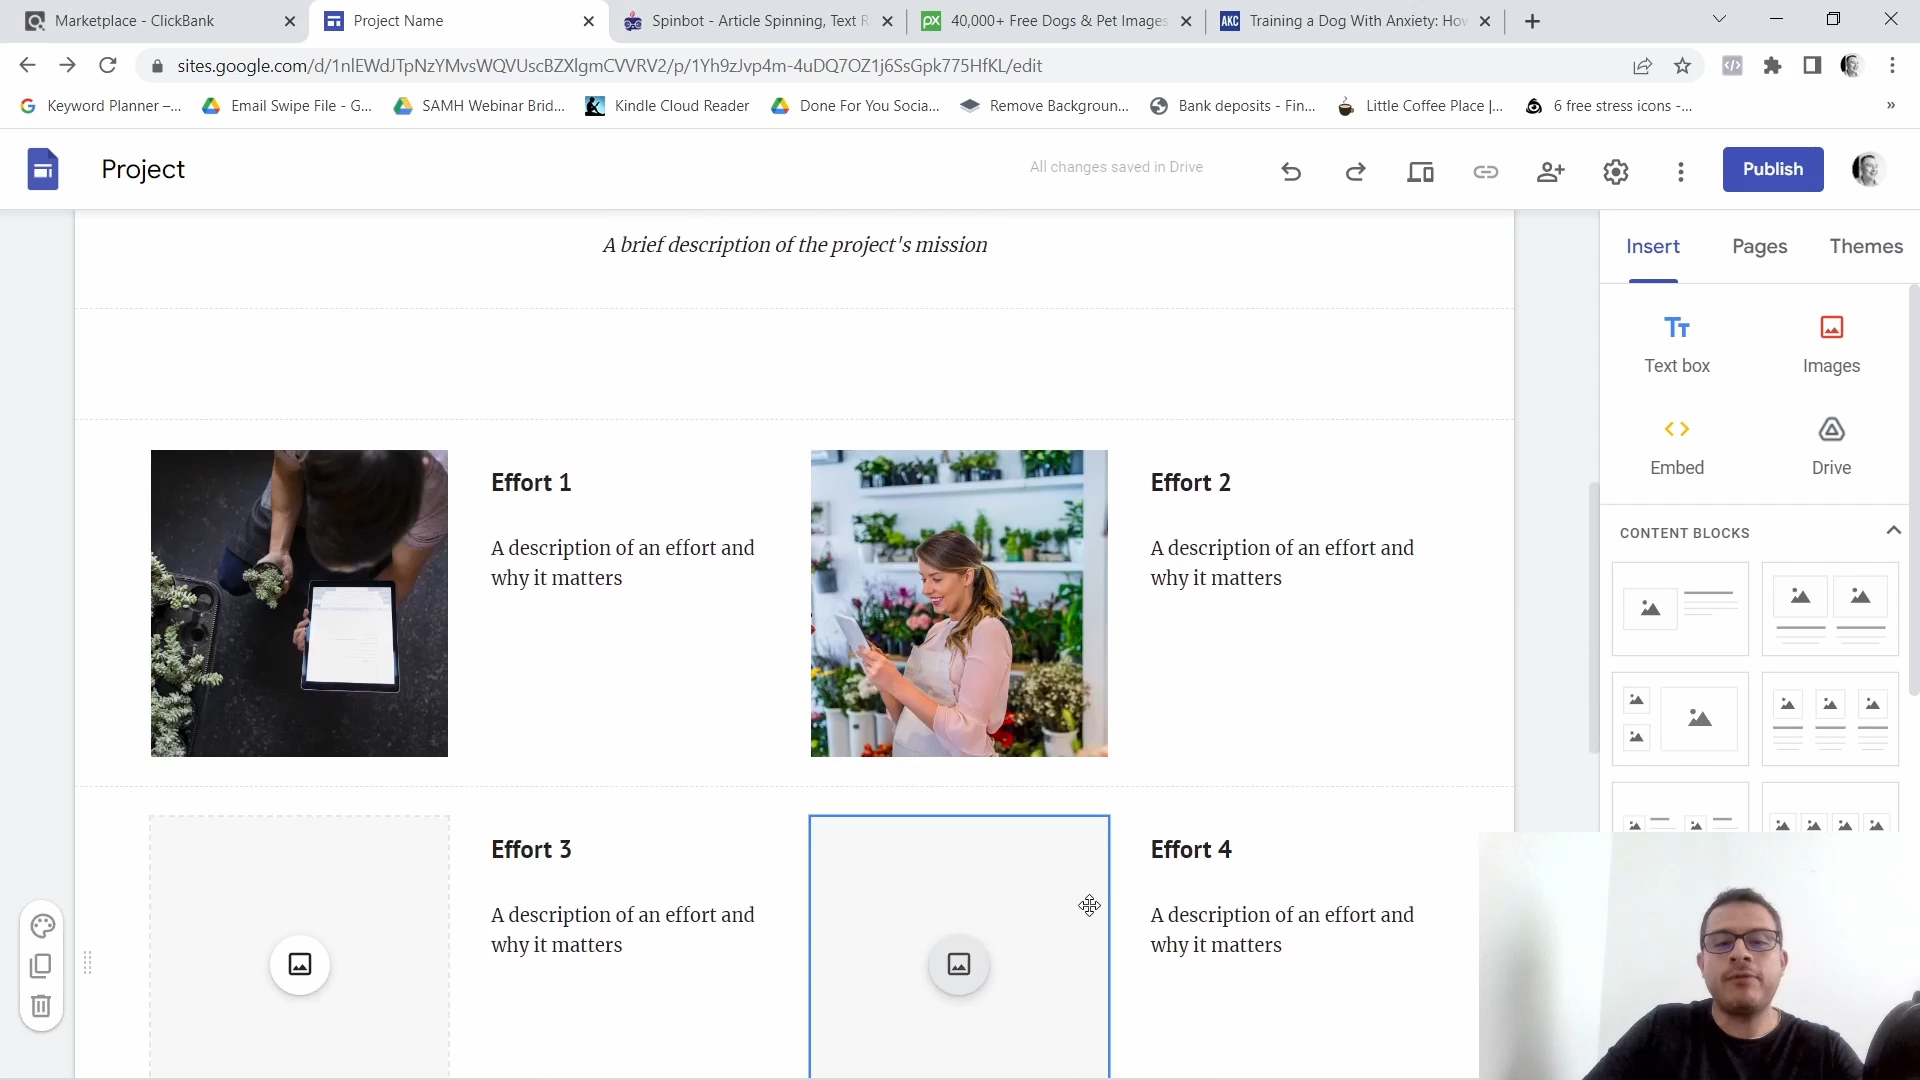 Marketplace - ClickBank
Project Name
Spinbot - Article Spinning, Text R
40,000+ Free Dogs & Pet Images
AKC
Training a Dog With Anxiety: How
sites.google.com/d/1nlEWdJTpNzYMvsWQVUscBZXlgmCVVRV2/p/1Yh9zJvp4m-4uDQ7OZ1j6SsGpk775HfKL/edit
Keyword Planner –...
Email Swipe File - G...
SAMH Webinar Brid...
Kindle Cloud Reader
Done For You Socia...
Remove Backgroun...
Bank deposits - Fin...
Little Coffee Place |...
6 free stress icons -...
Project
All changes saved in Drive
Publish
A brief description of the project's mission
Insert
Pages
Themes
Text box
Images
Embed
Drive
CONTENT BLOCKS
Effort 1
A description of an effort and
why it matters
Effort 2
A description of an effort and
why it matters
Effort 3
A description of an effort and
why it matters
Effort 4
A description of an effort and
why it matters